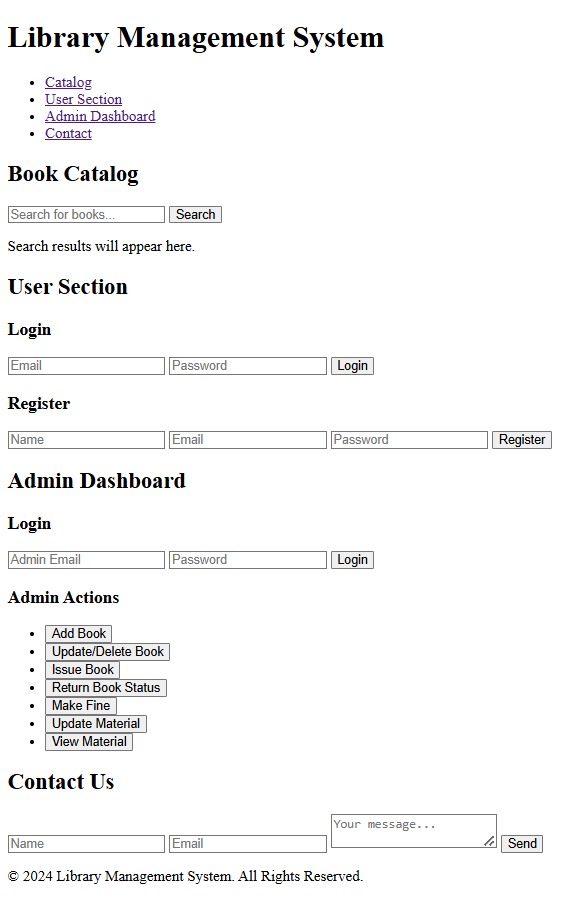 Library Management System
Catalog
User Section
Admin Dashboard
Contact
Book Catalog
Search for books... Search
Search results will appear here.
User Section
Login
Email Password Login
Register
Name Email Password Register
Admin Dashboard
Login
Admin Email Password Login
Admin Actions
Add Book
Update/Delete Book
Issue Book
Return Book Status
Make Fine
Update Material
View Material
Contact Us
Name Email Your message... Send
© 2024 Library Management System. All Rights Reserved.